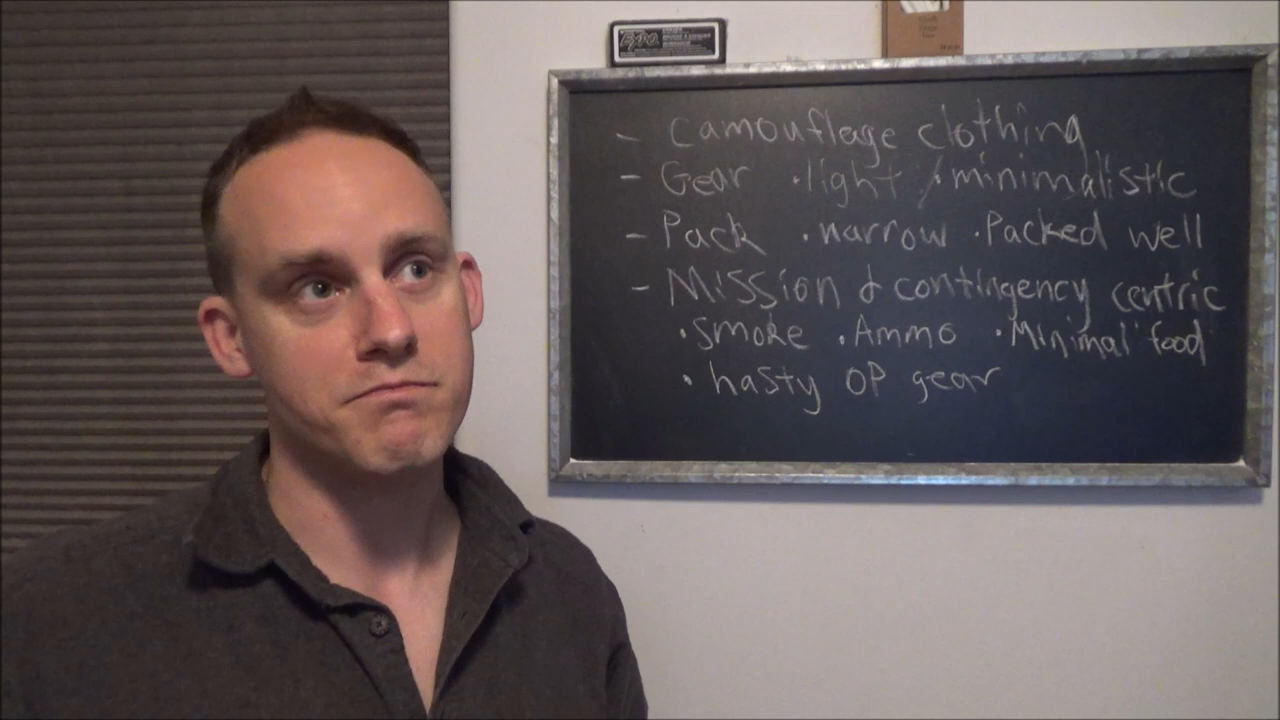 EXPO
- camouflage clothing
- Gear · light / · minimalistic
- Pack · narrow · Packed well
- Mission & contingency centric
· Smoke · Ammo · Minimal food
· hasty OP gear